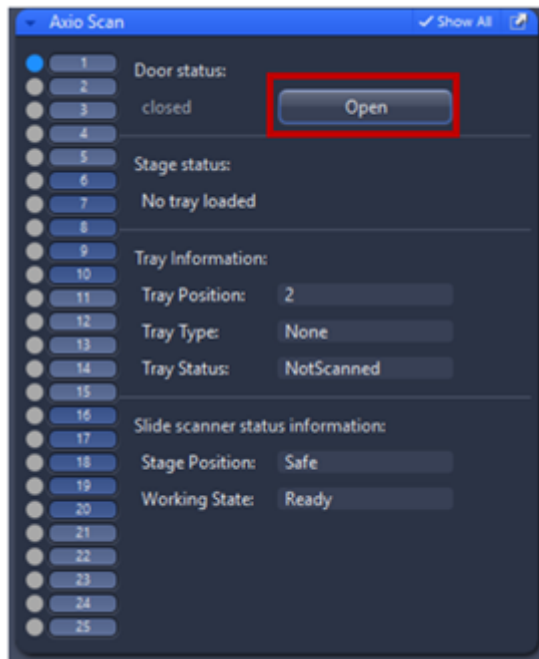 Axio Scan
Show All
1
2
3
4
5
6
7
8
9
10
11
12
13
14
15
16
17
18
19
20
21
22
23
24
25
Door status:
closed Open
Stage status:
No tray loaded
Tray Information:
Tray Position: 2
Tray Type: None
Tray Status: NotScanned
Slide scanner status information:
Stage Position: Safe
Working State: Ready